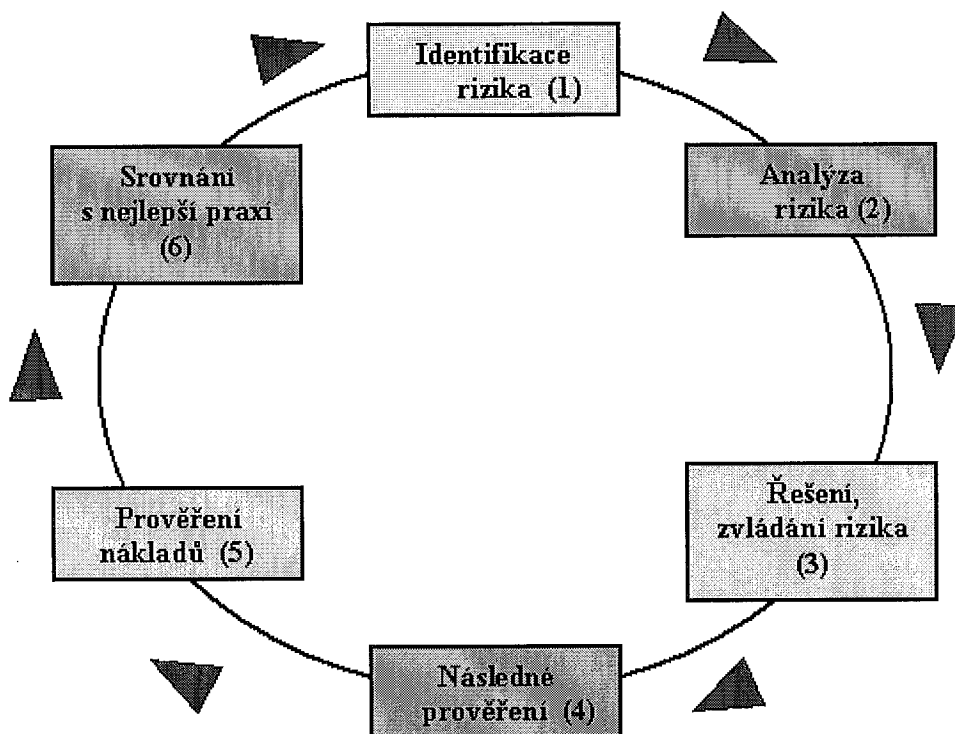 Identifikace
rizika (1)
Analýza
rizika (2)
Řešení,
zvládání rizika
(3)
Následné
prověření (4)
Prověření
nákladů (5)
Srovnání
s nejlepší praxí
(6)